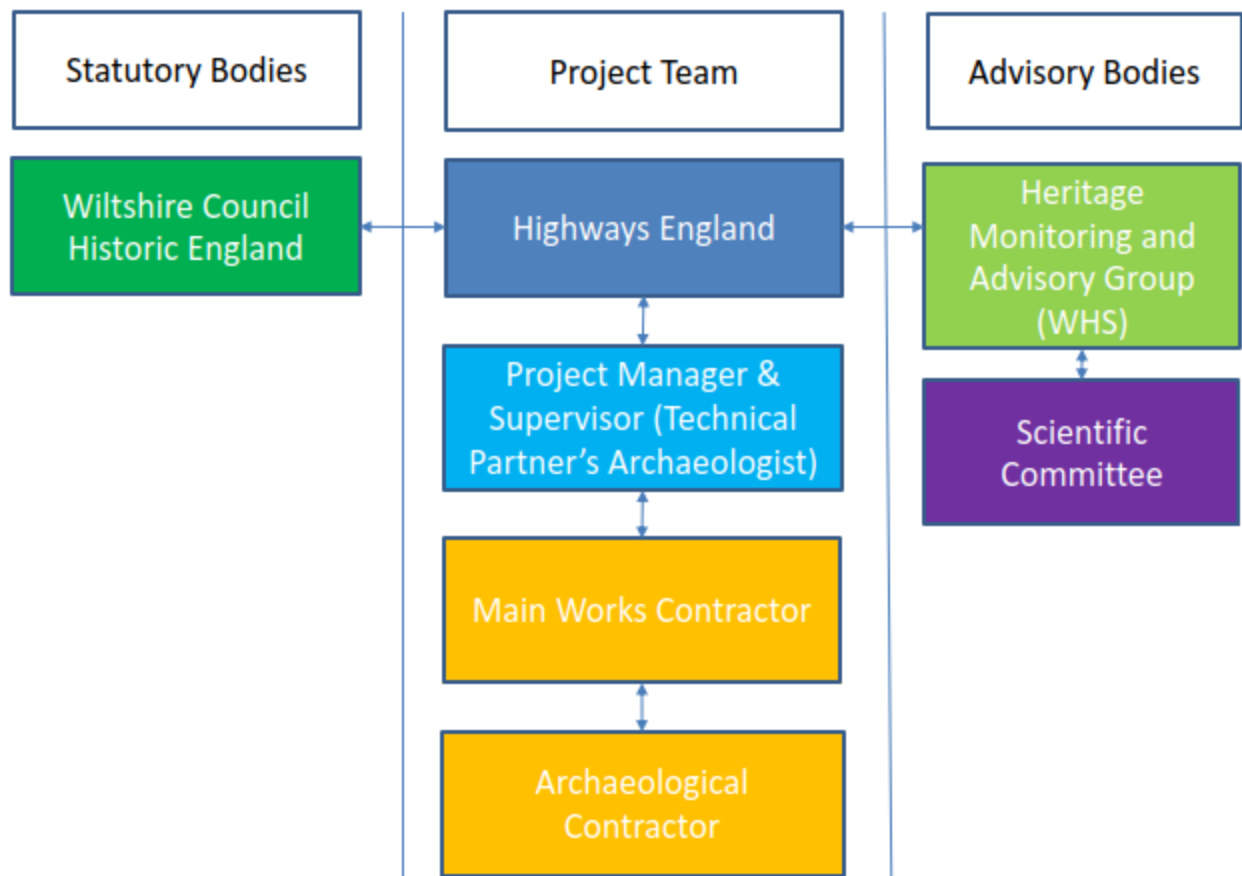 Statutory Bodies
Project Team
Advisory Bodies
Wiltshire Council
Historic England
Highways England
Heritage
Monitoring and
Advisory Group
(WHS)
Project Manager &
Supervisor (Technical
Partner’s Archaeologist)
Scientific
Committee
Main Works Contractor
Archaeological
Contractor